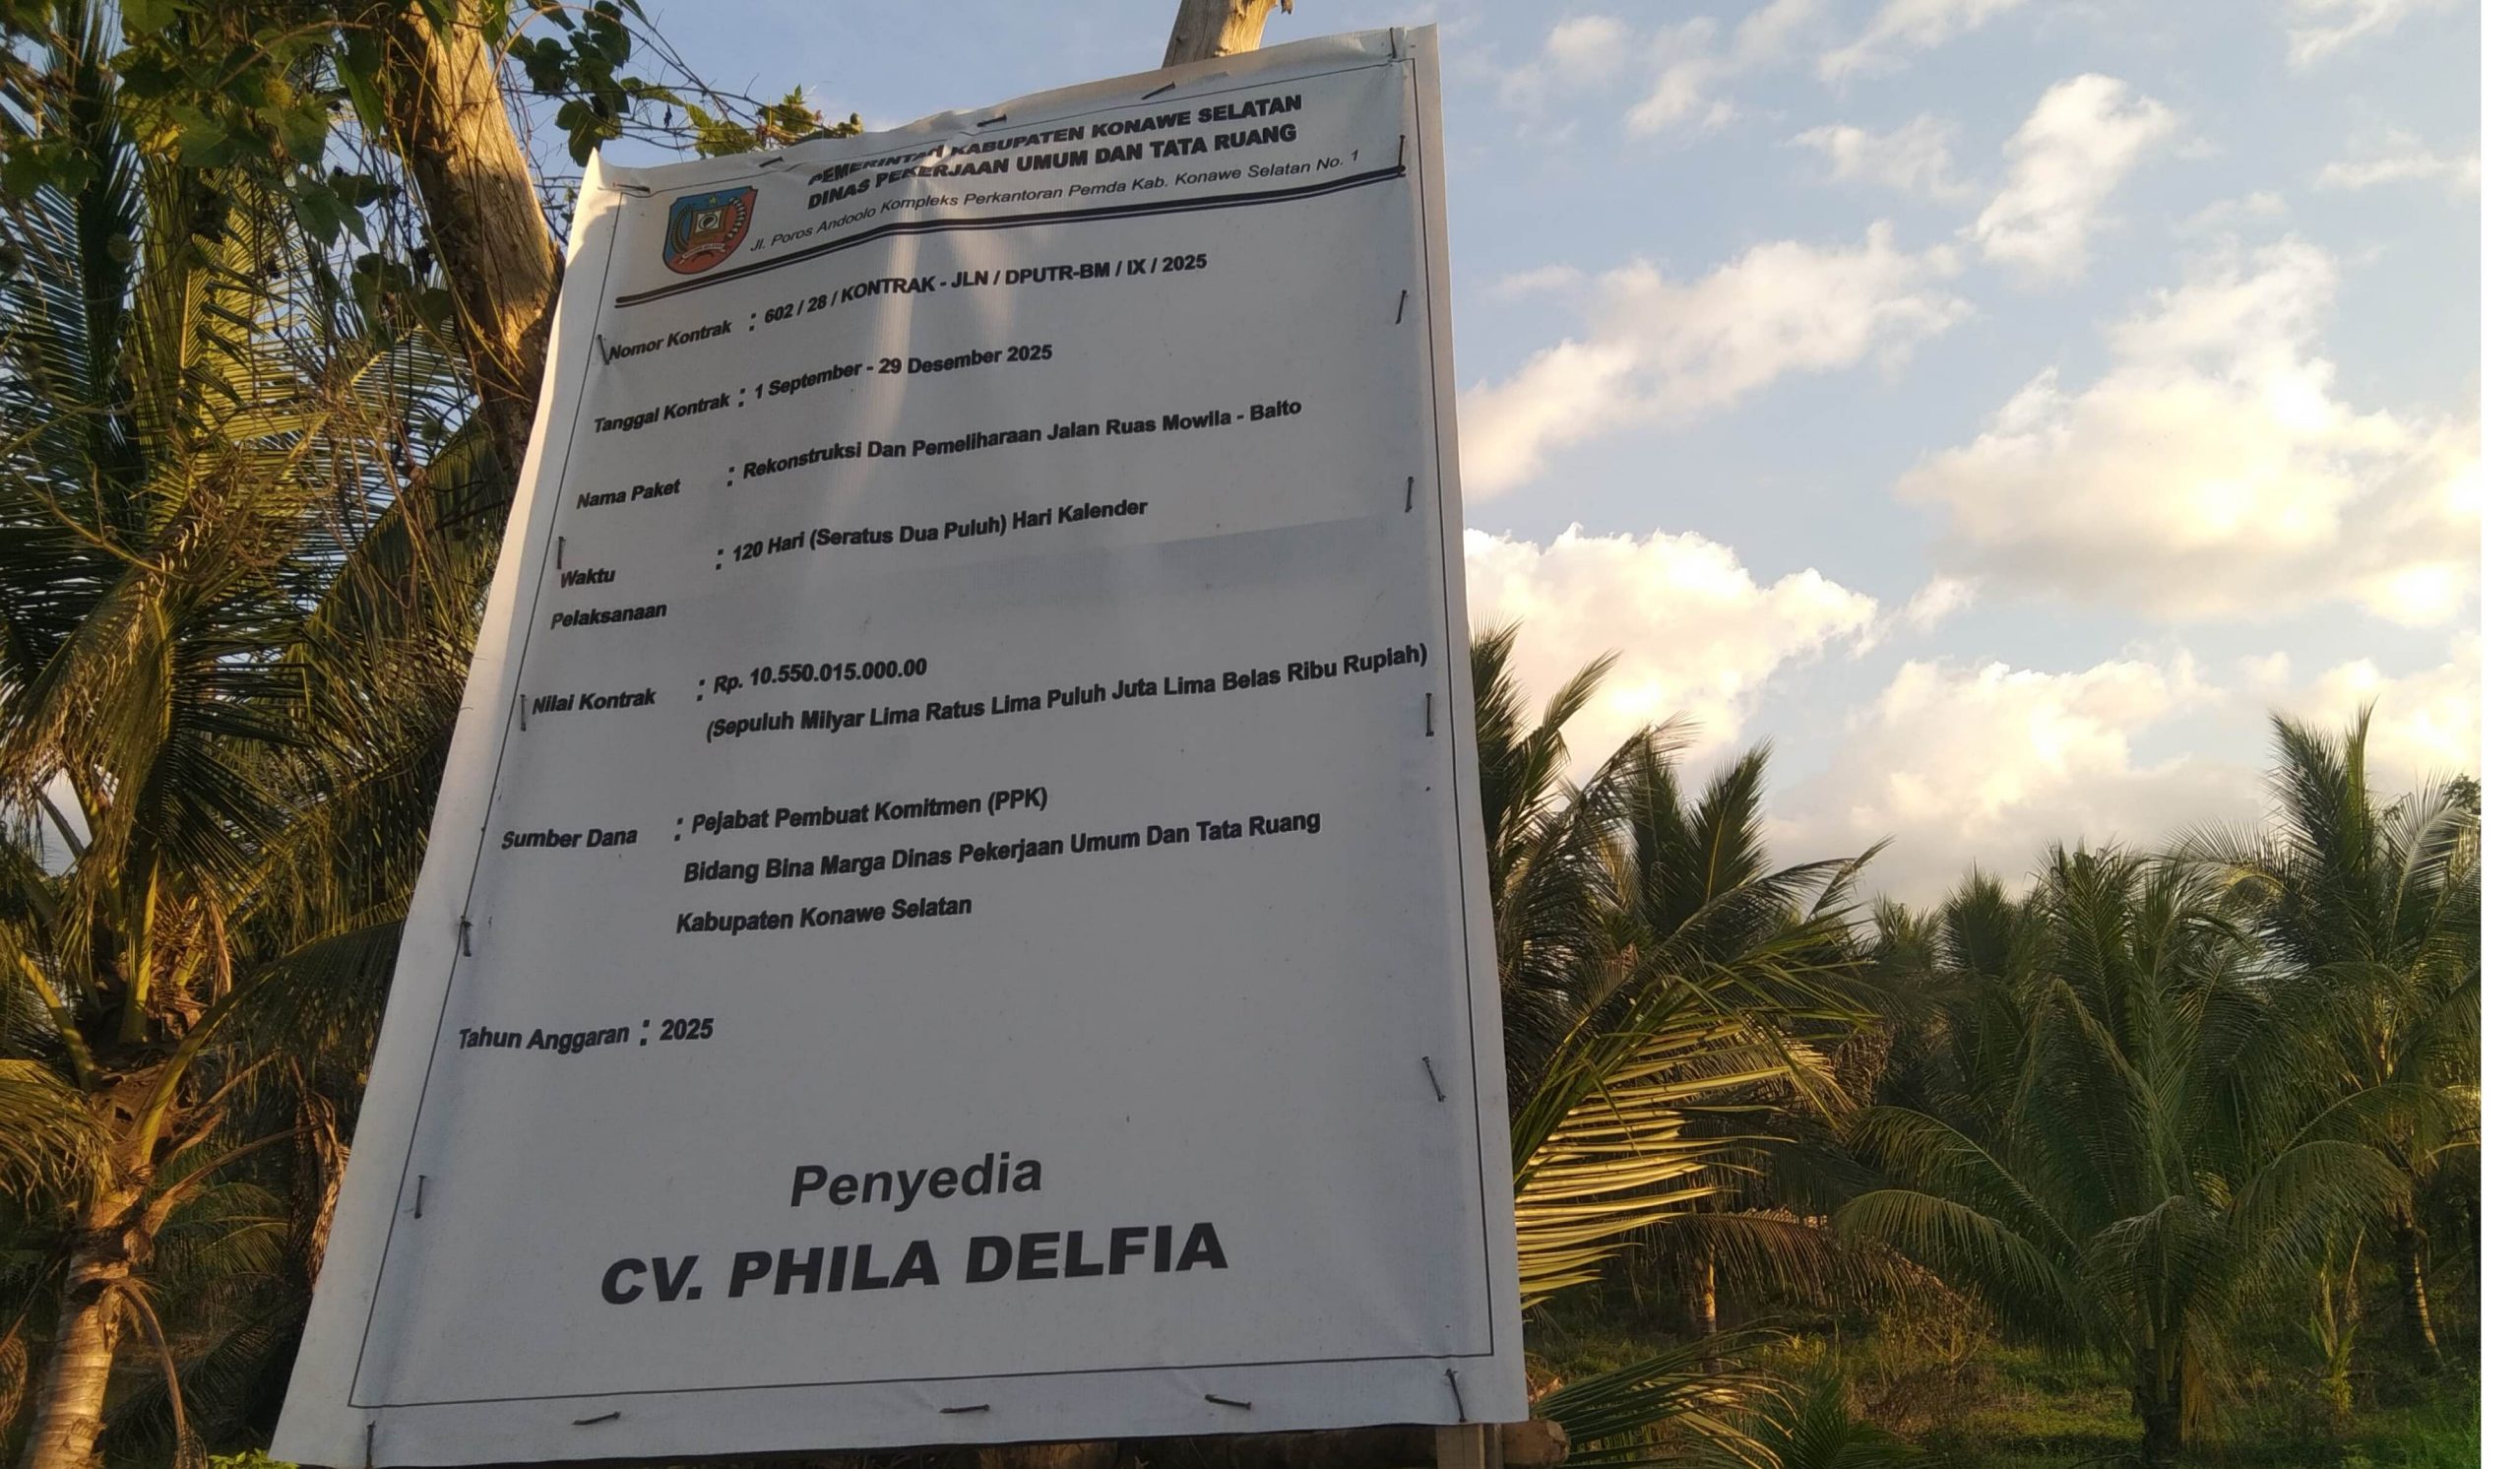 PEMERINTAH KABUPATEN KONAWE SELATAN
DINAS PEKERJAAN UMUM DAN TATA RUANG
Jl. Poros Andoolo Kompleks Perkantoran Pemda Kab. Konawe Selatan No. 1
Nomor Kontrak : 602 / 28 / KONTRAK - JLN / DPUTR-BM / IX / 2025
Tanggal Kontrak : 1 September - 29 Desember 2025
Nama Paket : Rekonstruksi Dan Pemeliharaan Jalan Ruas Mowila - Baito
Waktu : 120 Hari (Seratus Dua Puluh) Hari Kalender
Pelaksanaan
Nilai Kontrak : Rp. 10.550.015.000.00
(Sepuluh Milyar Lima Ratus Lima Puluh Juta Lima Belas Ribu Rupiah)
Sumber Dana : Pejabat Pembuat Komitmen (PPK)
Bidang Bina Marga Dinas Pekerjaan Umum Dan Tata Ruang
Kabupaten Konawe Selatan
Tahun Anggaran : 2025
Penyedia
CV. PHILA DELFIA